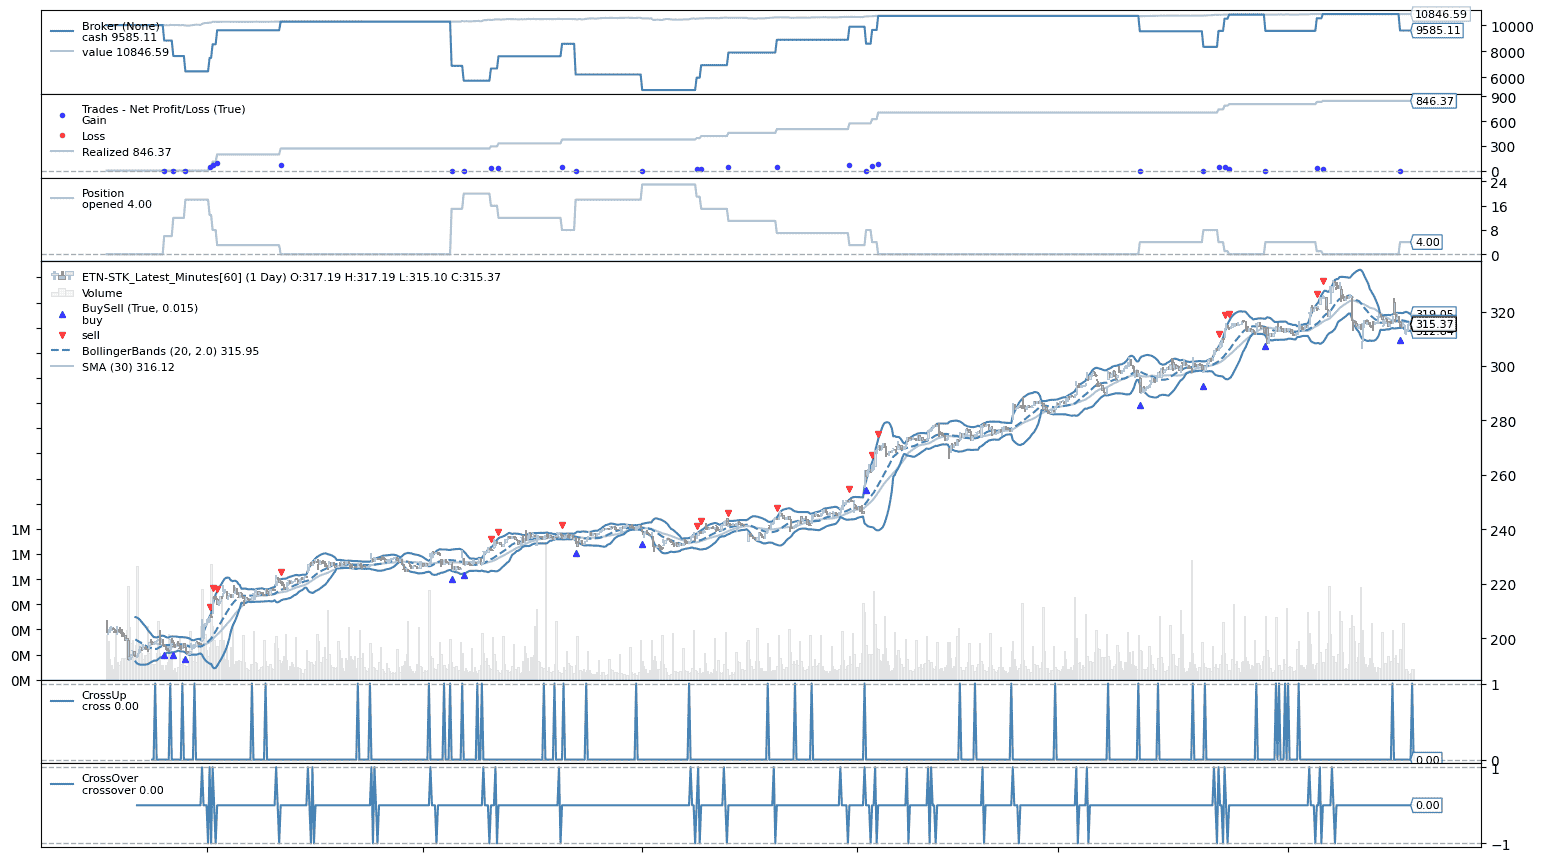 Broker (None)
cash 9585.11
value 10846.59
10846.59
9585.11
10000
8000
6000
Trades - Net Profit/Loss (True)
Gain
Loss
Realized 846.37
846.37
900
600
300
0
Position
opened 4.00
4.00
24
16
8
0
ETN-STK_Latest_Minutes[60] (1 Day) O:317.19 H:317.19 L:315.10 C:315.37
Volume
BuySell (True, 0.015)
buy
sell
BollingerBands (20, 2.0) 315.95
SMA (30) 316.12
315.37
320
300
280
260
240
220
200
1M
1M
1M
0M
0M
0M
0M
CrossUp
cross 0.00
0.00
1
0
CrossOver
crossover 0.00
0.00
1
−1